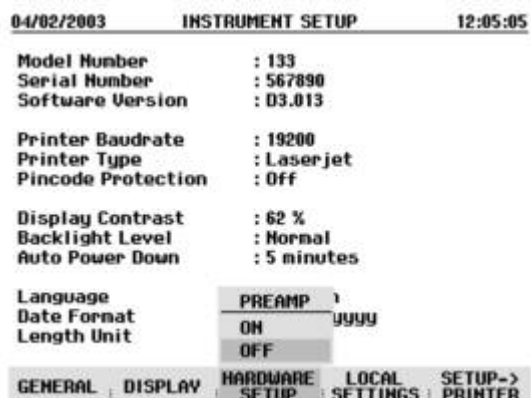 04/02/2003 INSTRUMENT SETUP 12:05:05
Model Number : 133
Serial Number : 567890
Software Version : D3.013
Printer Baudrate : 19200
Printer Type : Laserjet
Pincode Protection : Off
Display Contrast : 62 %
Backlight Level : Normal
Auto Power Down : 5 minutes
Language
Date Format yyyy
Length Unit
PREAMP
ON
OFF
GENERAL DISPLAY HARDWARE SETUP LOCAL SETTINGS SETUP-> PRINTER